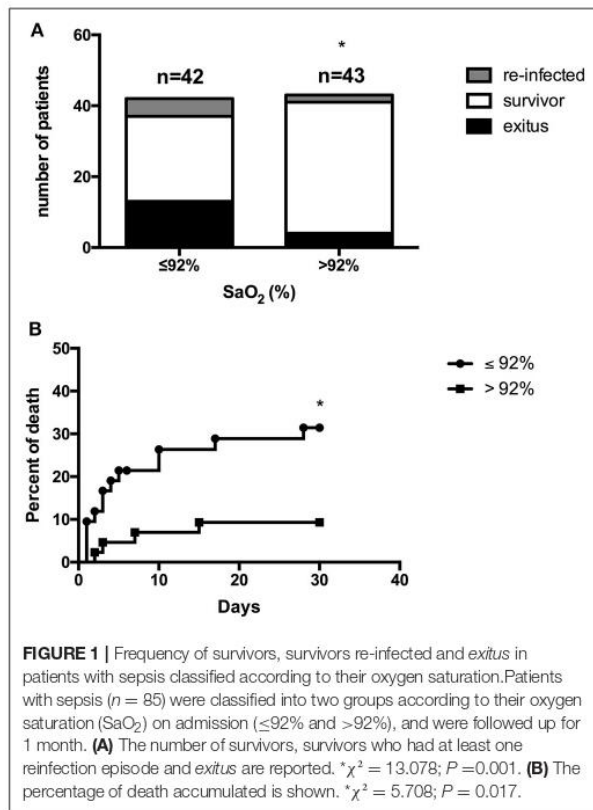 A
60
40
20
0
number of patients
n=42
*
n=43
≤92%
>92%
SaO₂ (%)
re-infected
survivor
exitus
B
50
40
30
20
10
0
Percent of death
*
0
10
20
30
40
Days
≤ 92%
> 92%
FIGURE 1 | Frequency of survivors, survivors re-infected and exitus in
patients with sepsis classified according to their oxygen saturation.Patients
with sepsis (n = 85) were classified into two groups according to their oxygen
saturation (SaO₂) on admission (≤92% and >92%), and were followed up for
1 month. (A) The number of survivors, survivors who had at least one
reinfection episode and exitus are reported. *χ² = 13.078; P =0.001. (B) The
percentage of death accumulated is shown. *χ² = 5.708; P = 0.017.